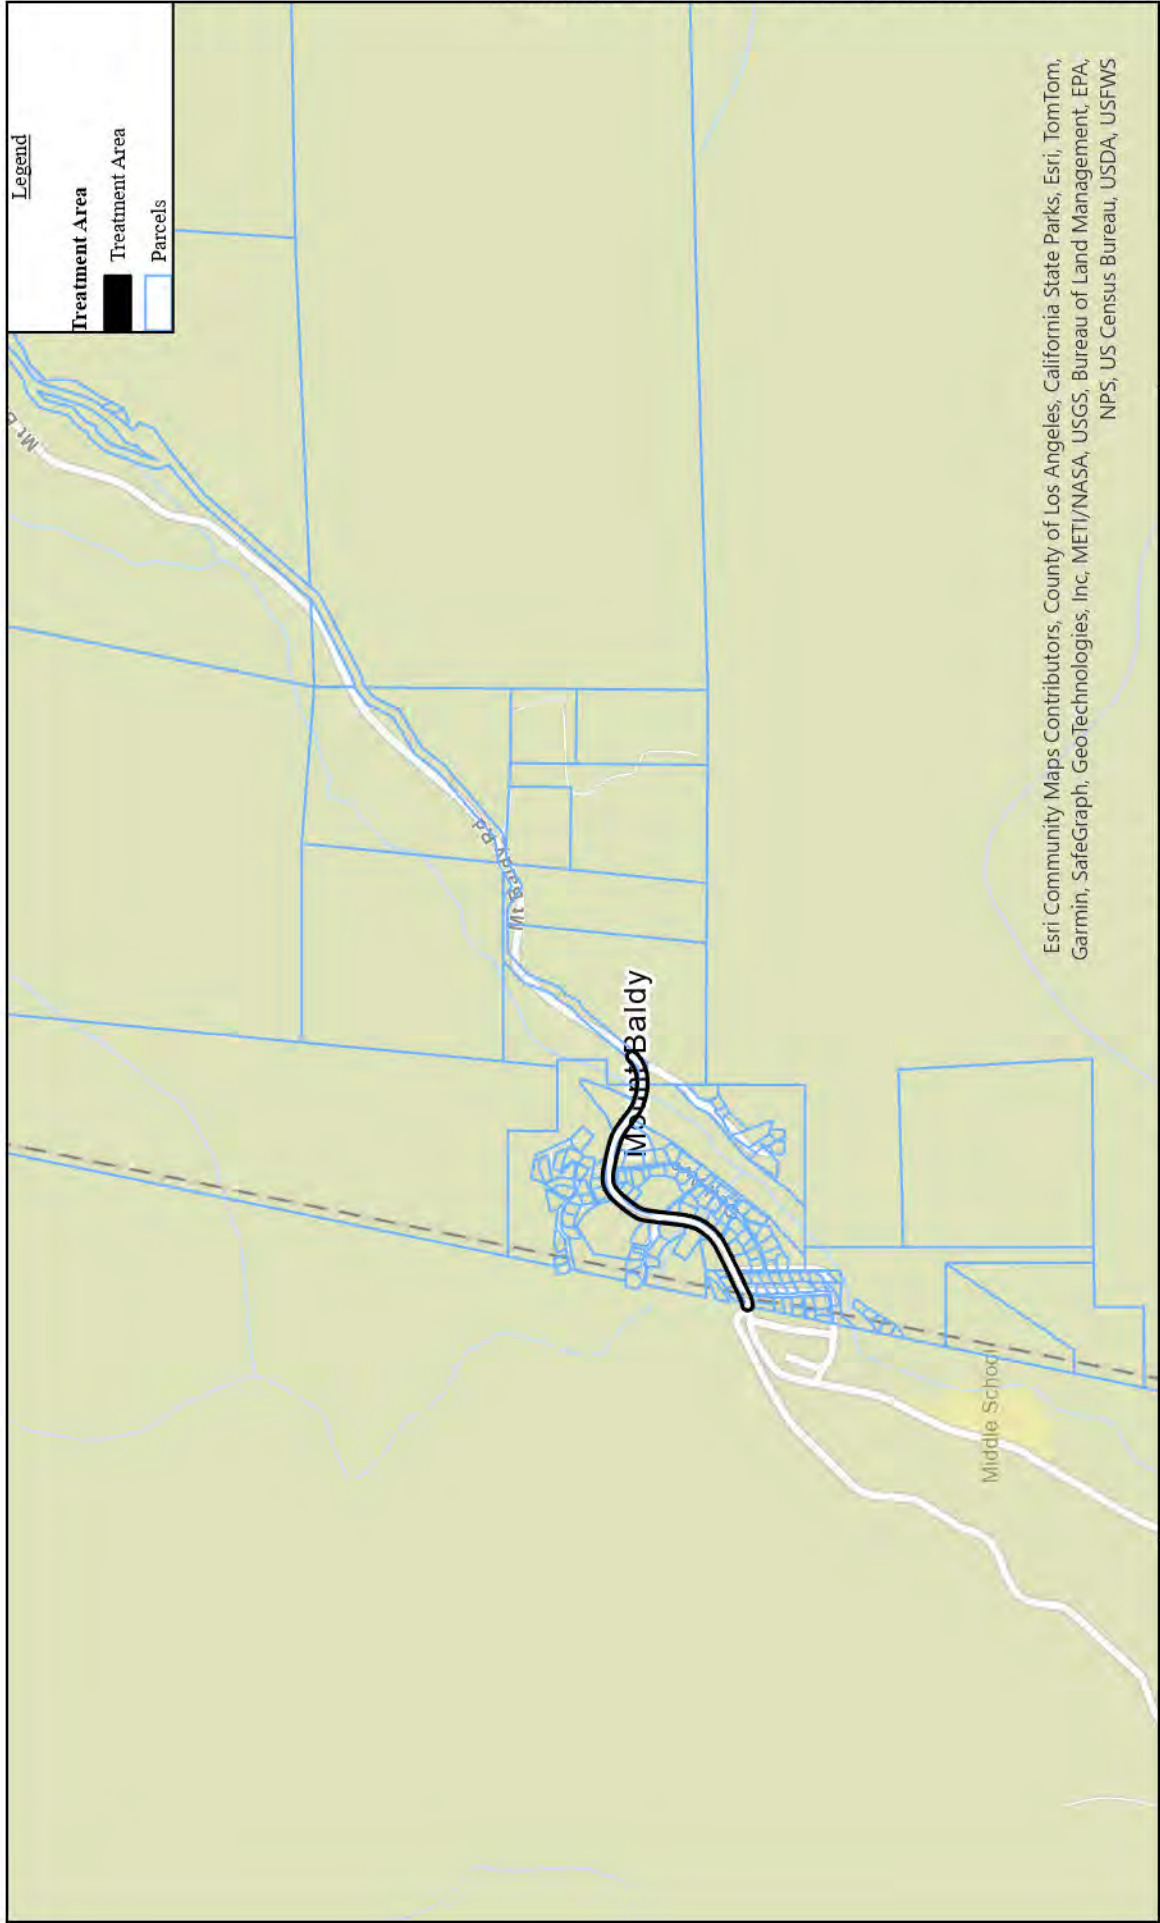 Legend
Treatment Area
Treatment Area
Parcels
Mt B
Mt Baldy Rd
Mount Baldy
Middle School
Esri Community Maps Contributors, County of Los Angeles, California State Parks, Esri, TomTom,
Garmin, SafeGraph, GeoTechnologies, Inc, METI/NASA, USGS, Bureau of Land Management, EPA,
NPS, US Census Bureau, USDA, USFWS